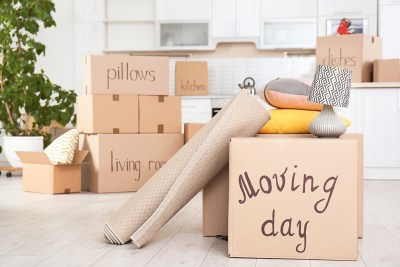 dishes
pillows
kitchen
living room
Moving
day